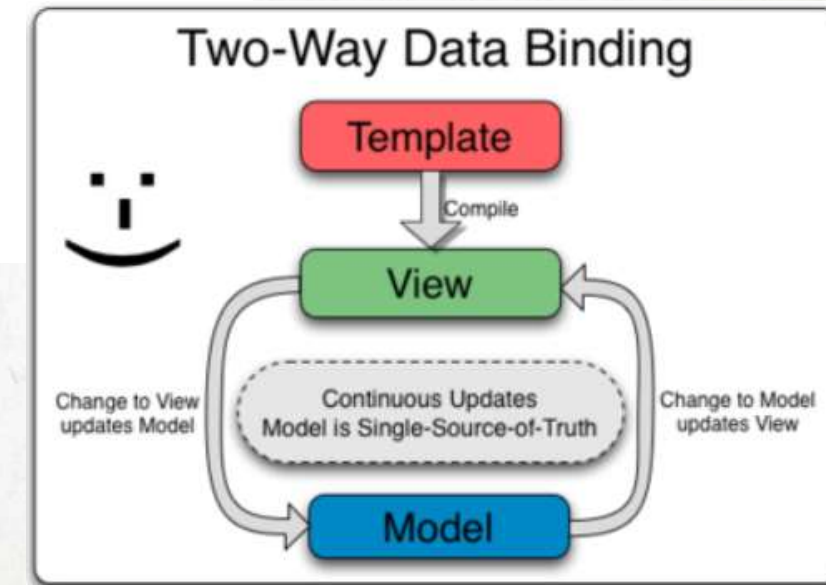 Two-Way Data Binding
Template
Compile
View
Change to View
updates Model
Continuous Updates
Model is Single-Source-of-Truth
Change to Model
updates View
Model